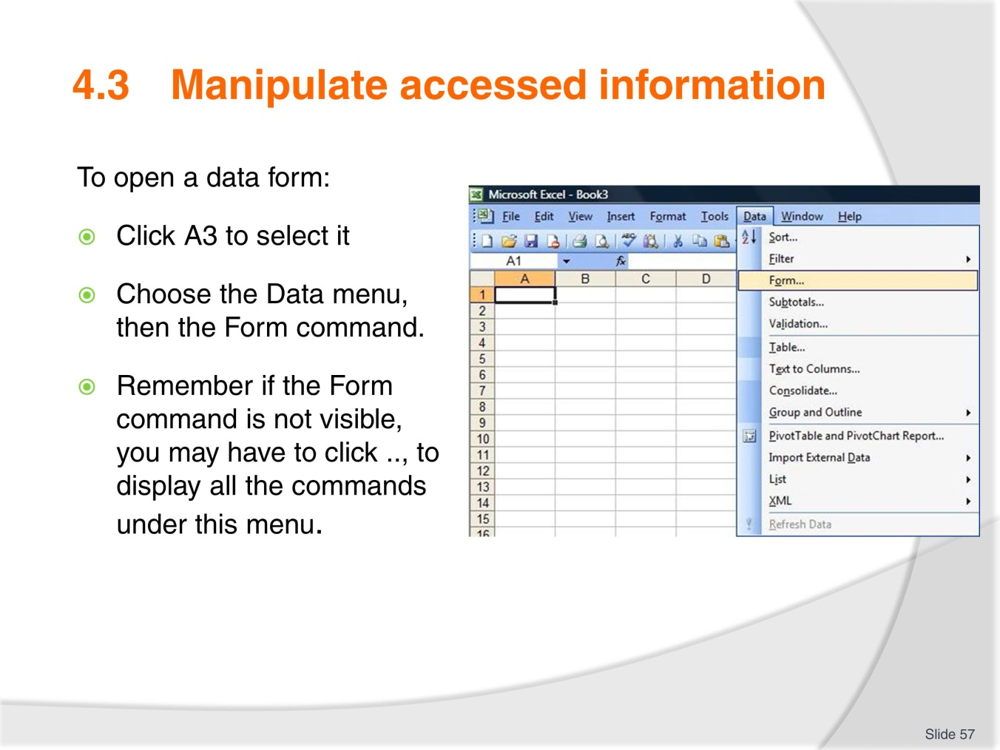 4.3 Manipulate accessed information
To open a data form:
Click A3 to select it
Choose the Data menu,
then the Form command.
Remember if the Form
command is not visible,
you may have to click .., to
display all the commands
under this menu.
Microsoft Excel - Book3
File Edit View Insert Format Tools Data Window Help
A1 fx
A B C D
1
2
3
4
5
6
7
8
9
10
11
12
13
14
15
16
Sort...
Filter
Form...
Subtotals...
Validation...
Table...
Text to Columns...
Consolidate...
Group and Outline
PivotTable and PivotChart Report...
Import External Data
List
XML
Refresh Data
Slide 57